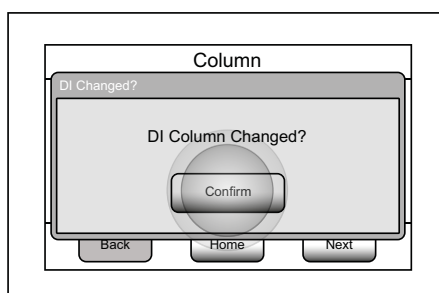 Column
DI Changed?
DI Column Changed?
Confirm
Back Home Next